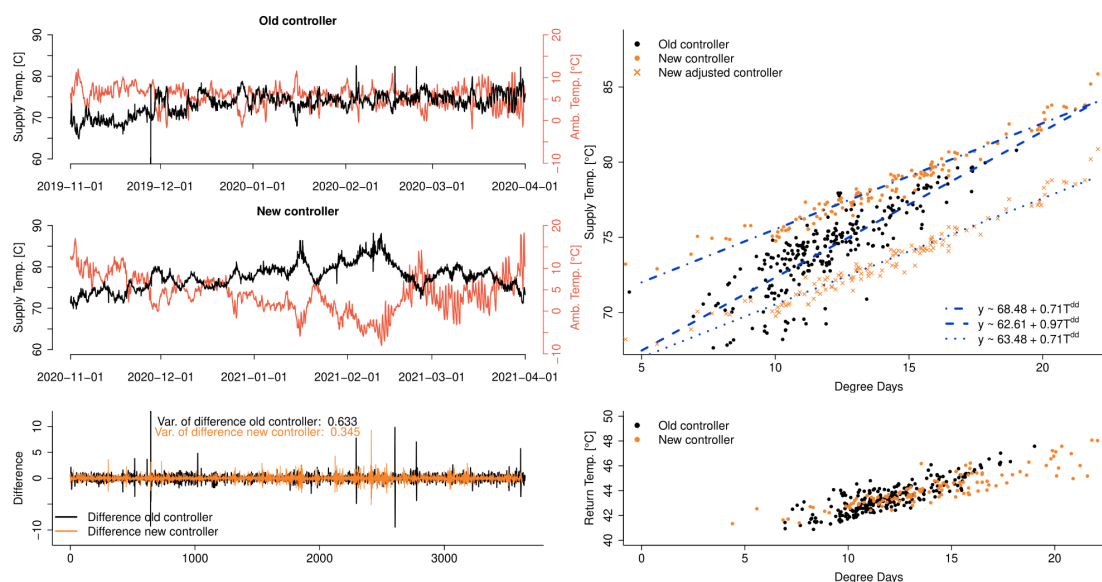 Old controller
Supply Temp. [C]
90
80
70
60
20
15
10
5
0
−10
Amb. Temp. [°C]
2019−11−01 2019−12−01 2020−01−01 2020−02−01 2020−03−01 2020−04−01
New controller
Supply Temp. [C]
90
80
70
60
20
15
10
5
0
−10
Amb. Temp. [°C]
2020−11−01 2020−12−01 2021−01−01 2021−02−01 2021−03−01 2021−04−01
Var. of difference old controller: 0.633
Var. of difference new controller: 0.345
Difference
10
5
0
−10
Difference old controller
Difference new controller
0 1000 2000 3000
Old controller
New controller
New adjusted controller
Supply Temp. [°C]
85
80
75
70
y ~ 68.48 + 0.71T^dd
y ~ 62.61 + 0.97T^dd
y ~ 63.48 + 0.71T^dd
5 10 15 20
Degree Days
Old controller
New controller
Return Temp. [°C]
50
48
46
44
42
40
0 5 10 15 20
Degree Days